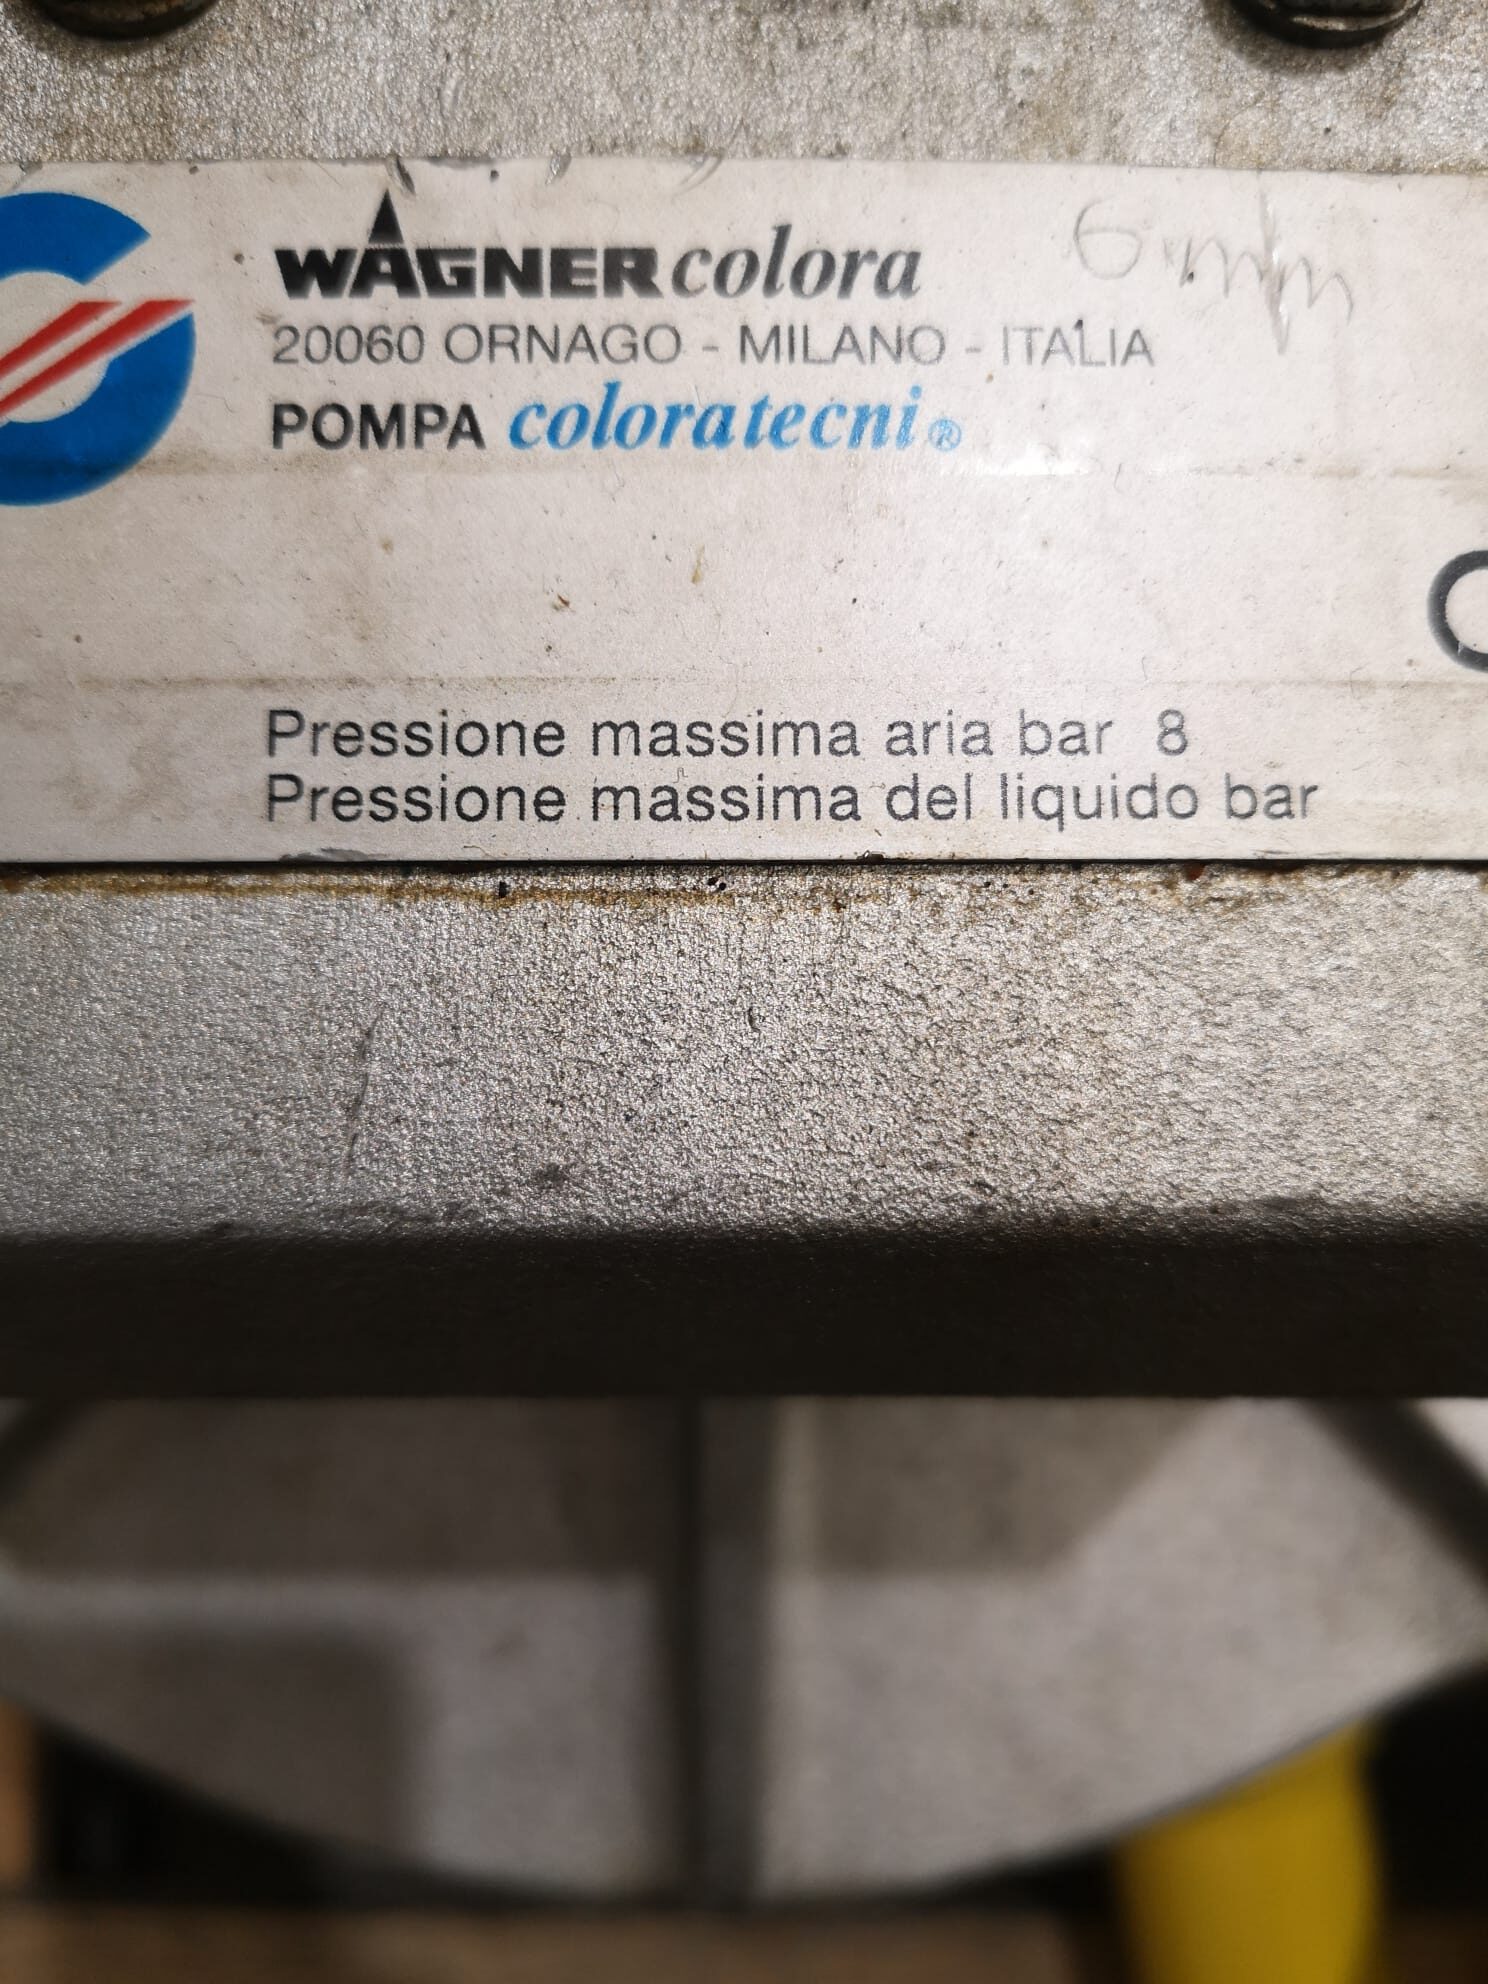 WAGNER colora
20060 ORNAGO - MILANO - ITALIA
POMPA coloratecni®
Pressione massima aria bar 8
Pressione massima del liquido bar